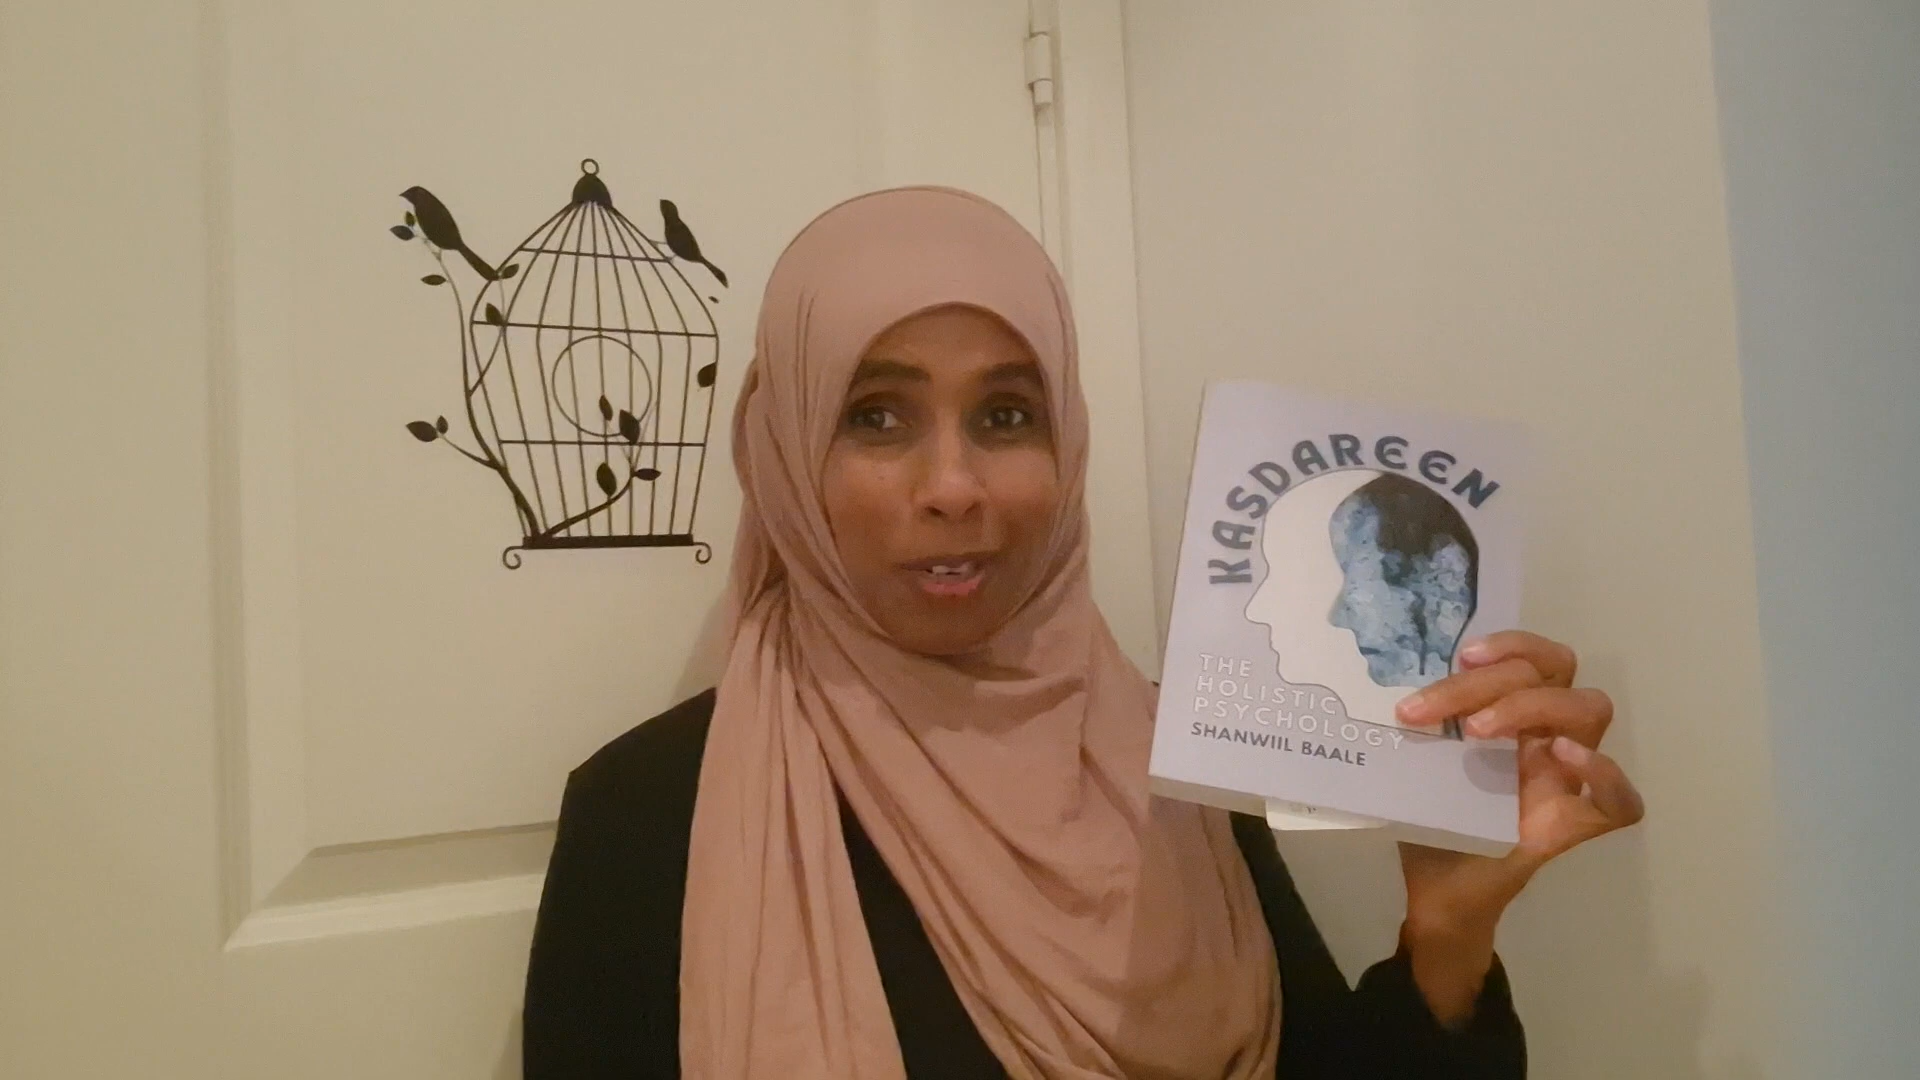 KASDAREEN
THE
HOLISTIC
PSYCHOLOGY
SHANWIIL BAALE